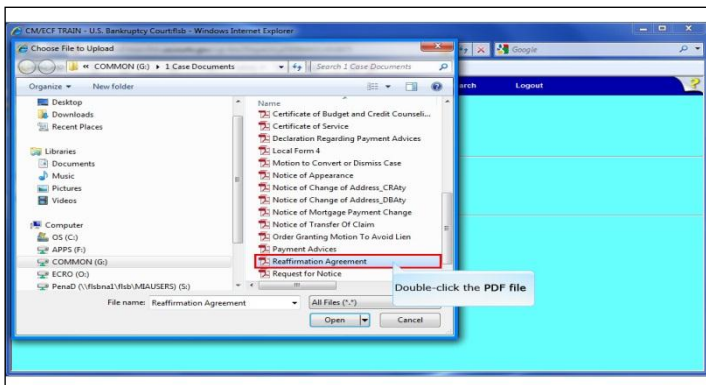 CM/ECF TRAIN - U.S. Bankruptcy Court:flsb - Windows Internet Explorer
Choose File to Upload
Google
« COMMON (G:) ▸ 1 Case Documents
Search 1 Case Documents
Organize ▾ New folder
arch Logout
Desktop
Downloads
Recent Places
Libraries
Documents
Music
Pictures
Videos
Computer
OS (C:)
APPS (F:)
COMMON (G:)
ECRO (O:)
PenaD (\\flsbna1\flsb\MIAUSERS) (S:)
Name
Certificate of Budget and Credit Counseli...
Certificate of Service
Declaration Regarding Payment Advices
Local Form 4
Motion to Convert or Dismiss Case
Notice of Appearance
Notice of Change of Address_CRAty
Notice of Change of Address_DBAty
Notice of Mortgage Payment Change
Notice of Transfer Of Claim
Order Granting Motion To Avoid Lien
Payment Advices
Reaffirmation Agreement
Request for Notice
Double-click the PDF file
File name: Reaffirmation Agreement
All Files (*.*)
Open Cancel